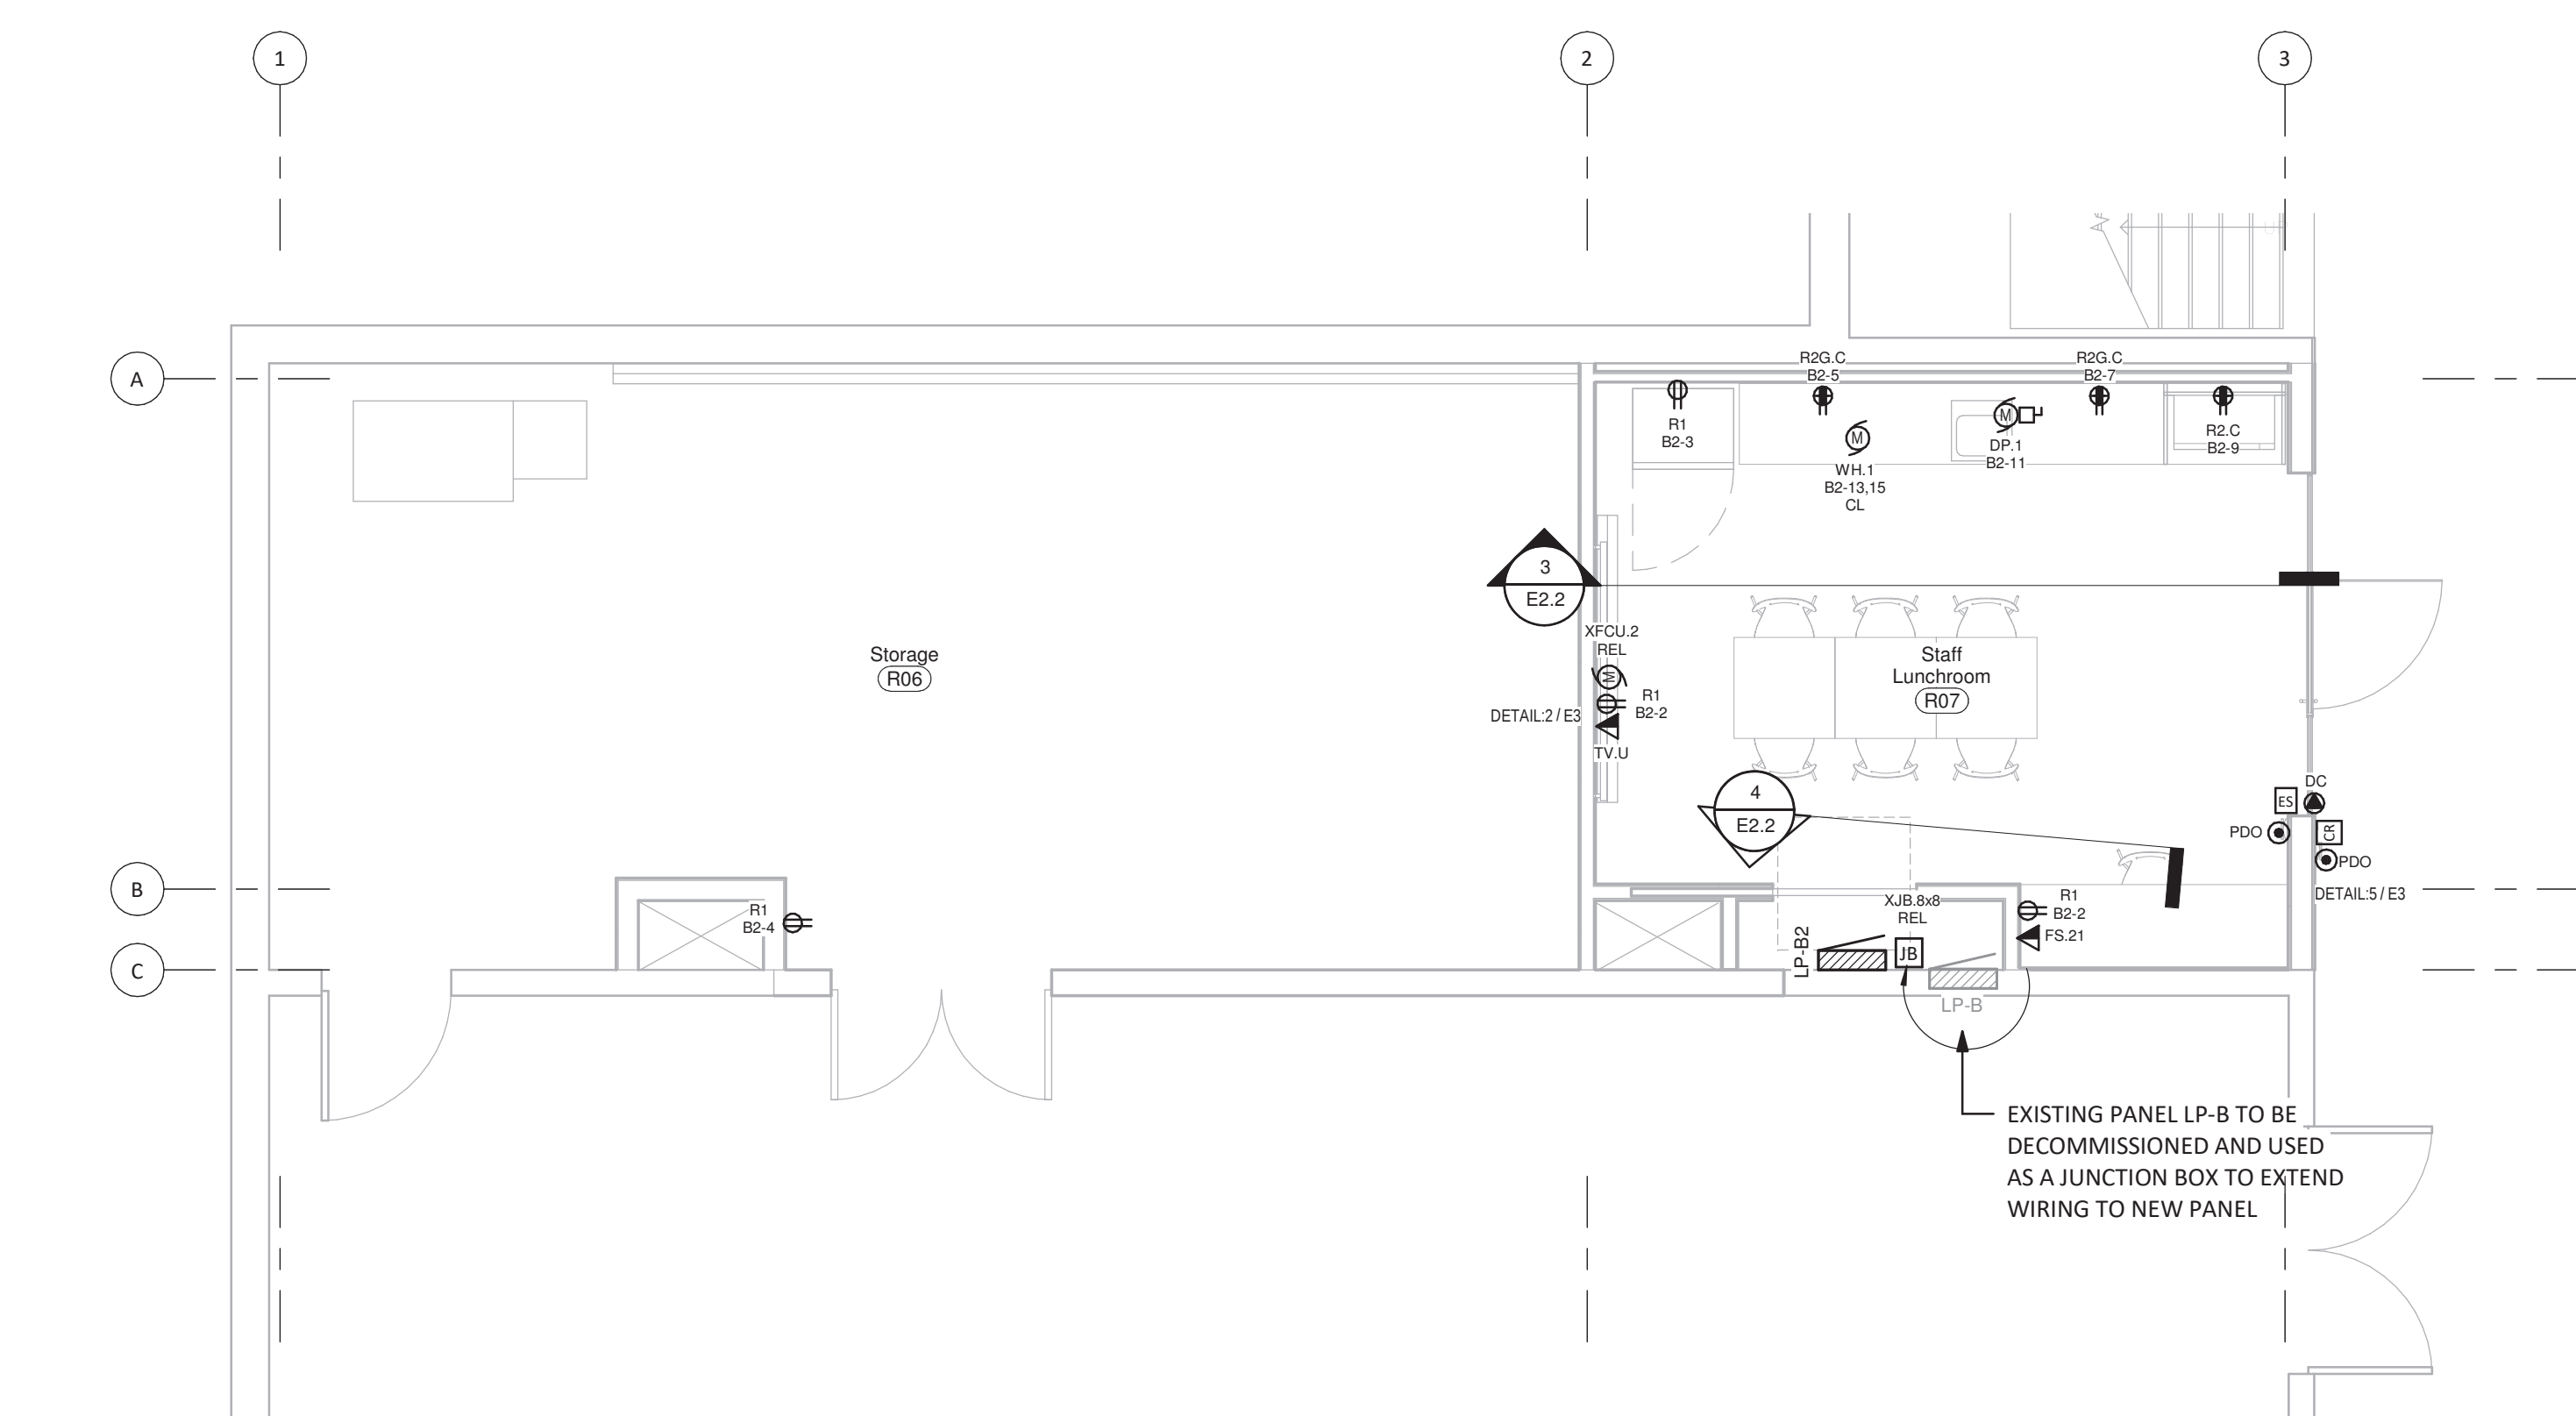 1
2
3
A
R2G.C
B2-5
R2G.C
B2-7
R1
B2-3
M
WH.1
B2-13,15
CL
M
DP.1
B2-11
R2.C
B2-9
3
E2.2
XFCU.2
REL
M
R1
B2-2
DETAIL:2 / E3
TV.U
Storage
R06
Staff
Lunchroom
R07
4
E2.2
DC
ES
PDO
CR
PDO
DETAIL:5 / E3
B
R1
B2-4
XJB.8x8
REL
R1
B2-2
FS.21
C
LP-B2
JB
LP-B
EXISTING PANEL LP-B TO BE
DECOMMISSIONED AND USED
AS A JUNCTION BOX TO EXTEND
WIRING TO NEW PANEL